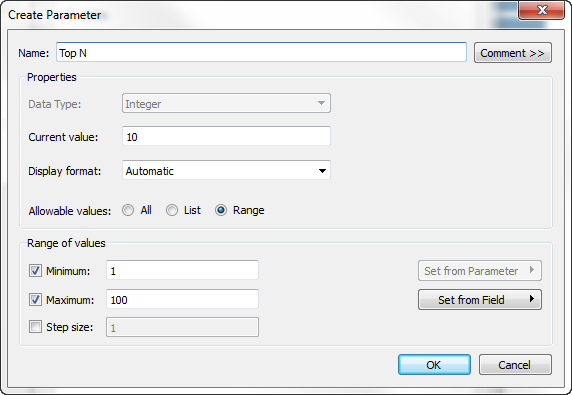 Create Parameter
Name: Top N Comment >>
Properties
Data Type: Integer
Current value: 10
Display format: Automatic
Allowable values: All List Range
Range of values
Minimum: 1 Set from Parameter
Maximum: 100 Set from Field
Step size: 1
OK Cancel